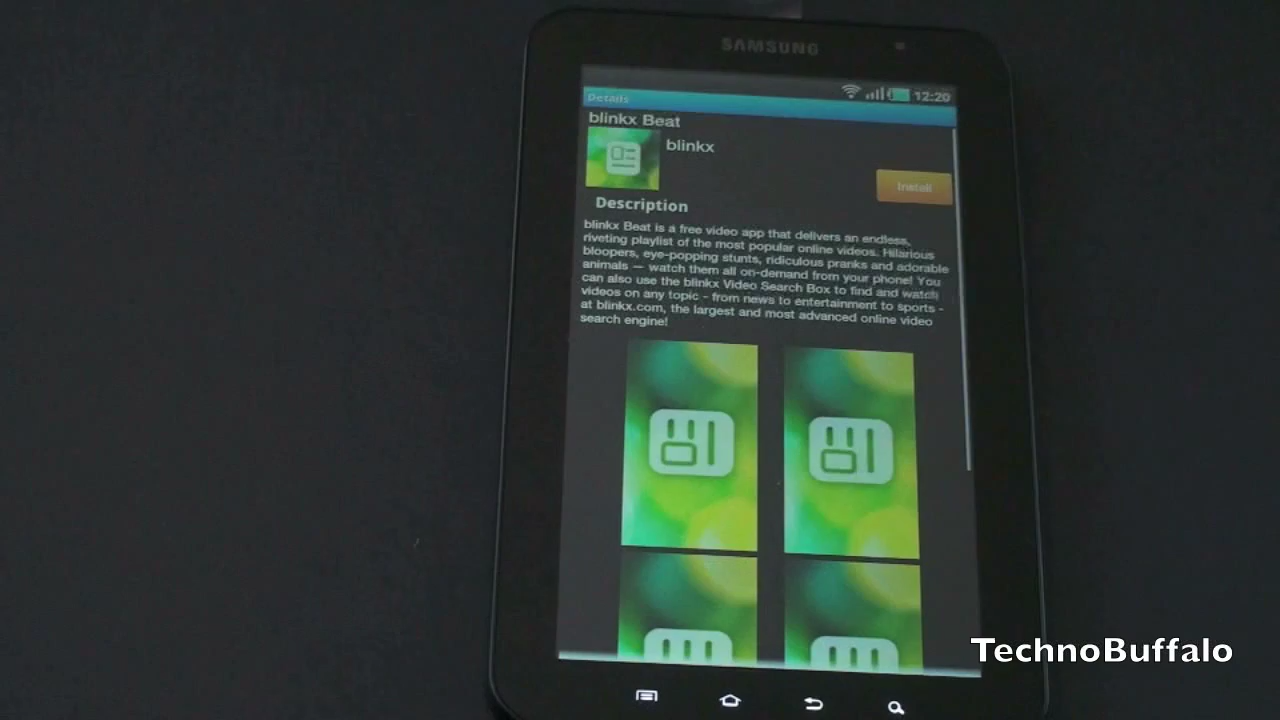 SAMSUNG
12:20
Details
blinkx Beat
blinkx
Install
Description
blinkx Beat is a free video app that delivers an endless,
riveting playlist of the most popular online videos. Hilarious
bloopers, eye-popping stunts, ridiculous pranks and adorable
animals — watch them all on-demand from your phone! You
can also use the blinkx Video Search Box to find and watch
videos on any topic - from news to entertainment to sports -
at blinkx.com, the largest and most advanced online video
search engine!
TechnoBuffalo